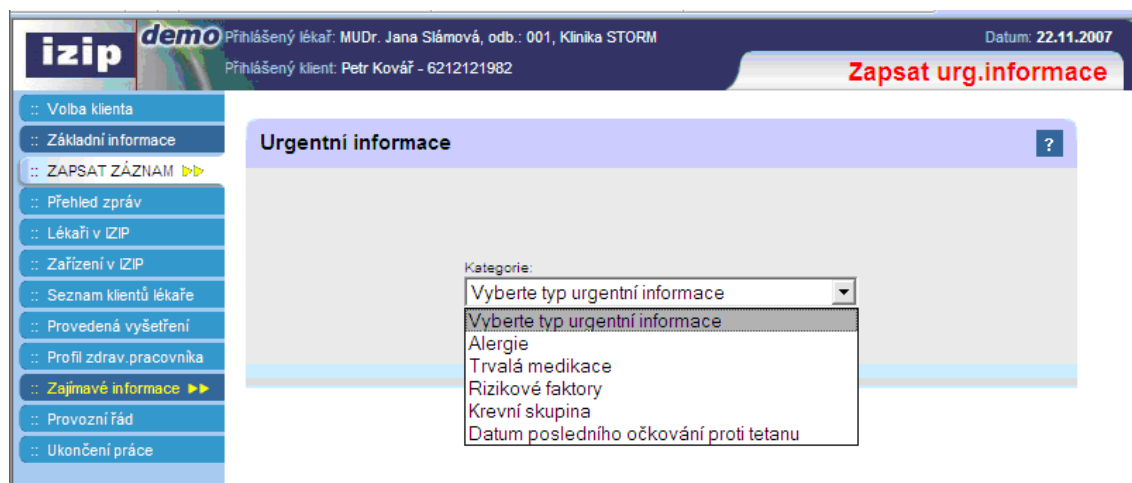 izip demo
Přihlášený lékař: MUDr. Jana Slámová, odb.: 001, Klinika STORM
Datum: 22.11.2007
Přihlášený klient: Petr Kovář - 6212121982
Zapsat urg.informace
:: Volba klienta
:: Základní informace
:: ZAPSAT ZÁZNAM
:: Přehled zpráv
:: Lékaři v IZIP
:: Zařízení v IZIP
:: Seznam klientů lékaře
:: Provedená vyšetření
:: Profil zdrav.pracovníka
:: Zajímavé informace
:: Provozní řád
:: Ukončení práce
Urgentní informace
?
Kategorie:
Vyberte typ urgentní informace
Vyberte typ urgentní informace
Alergie
Trvalá medikace
Rizikové faktory
Krevní skupina
Datum posledního očkování proti tetanu